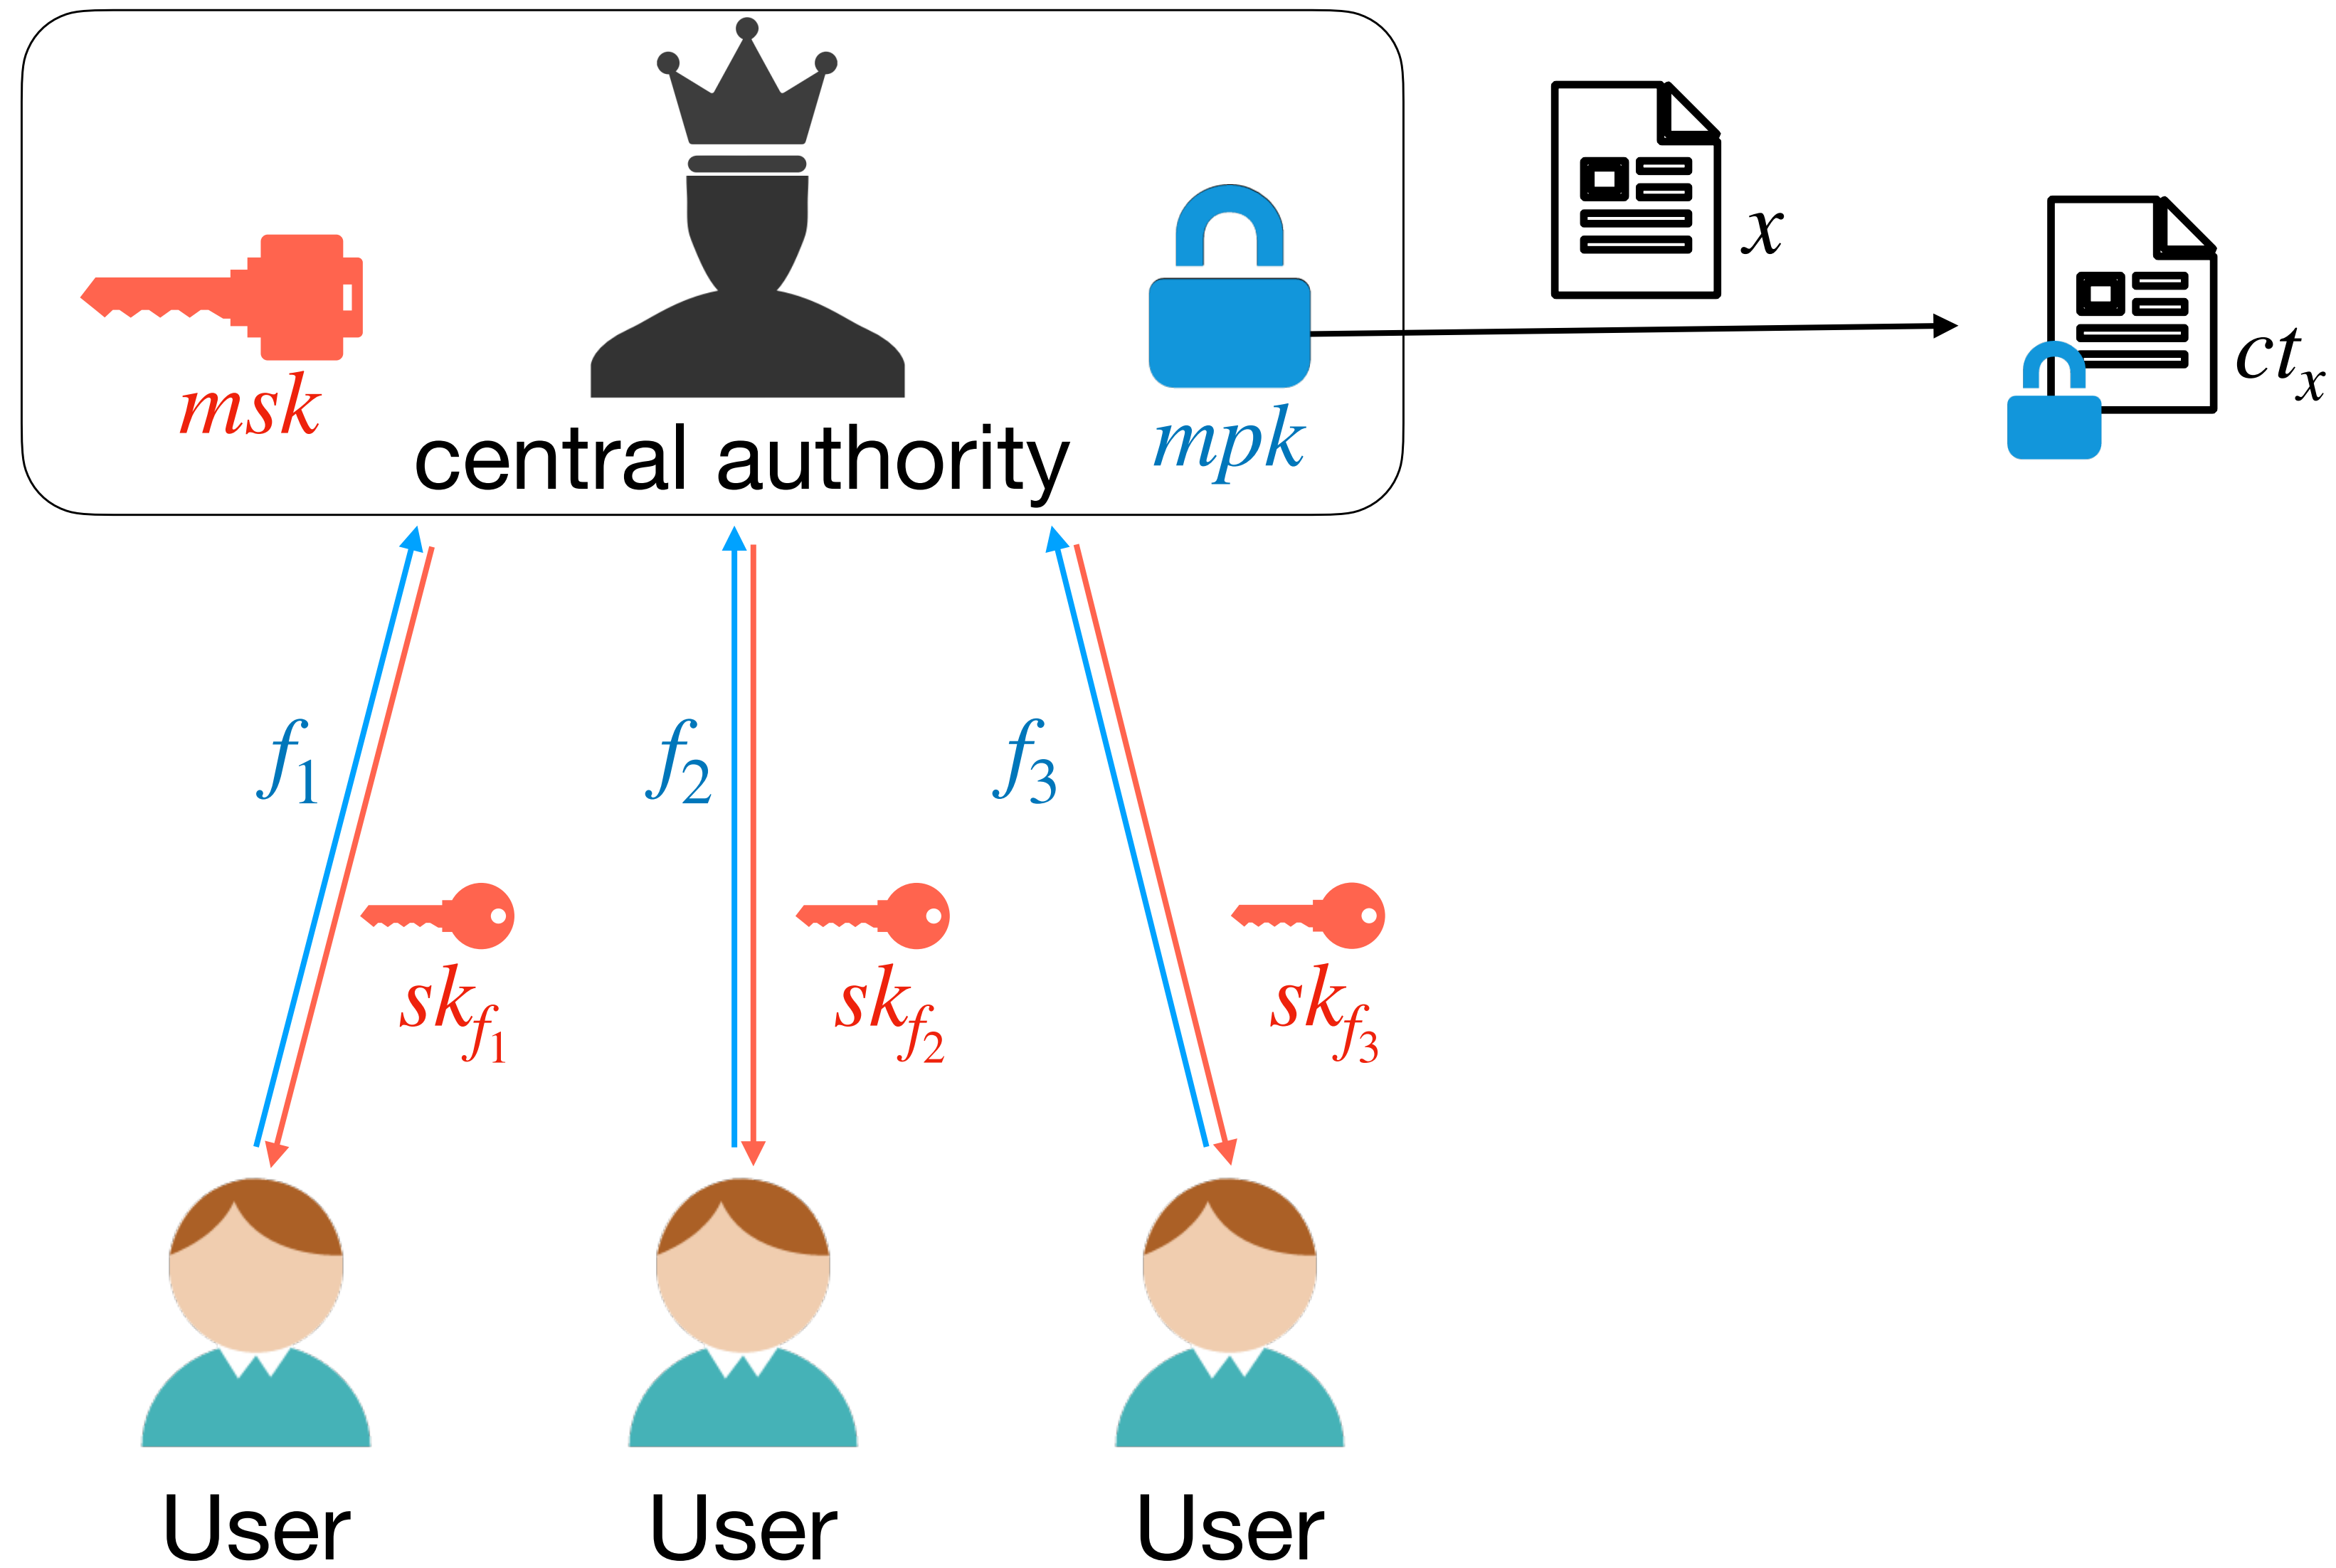 msk
central authority
mpk
x
ct_x
f_1
f_2
f_3
sk_{f_1}
sk_{f_2}
sk_{f_3}
User
User
User